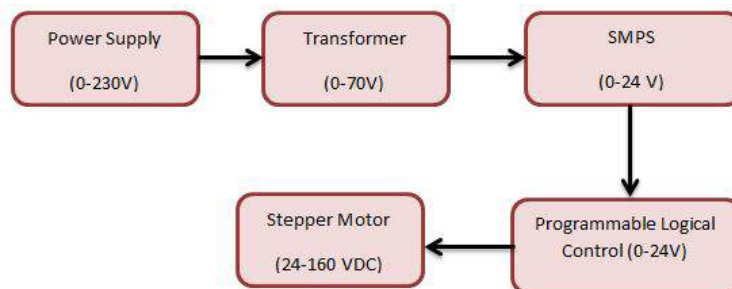 Power Supply
(0-230V)
Transformer
(0-70V)
SMPS
(0-24 V)
Programmable Logical
Control (0-24V)
Stepper Motor
(24-160 VDC)